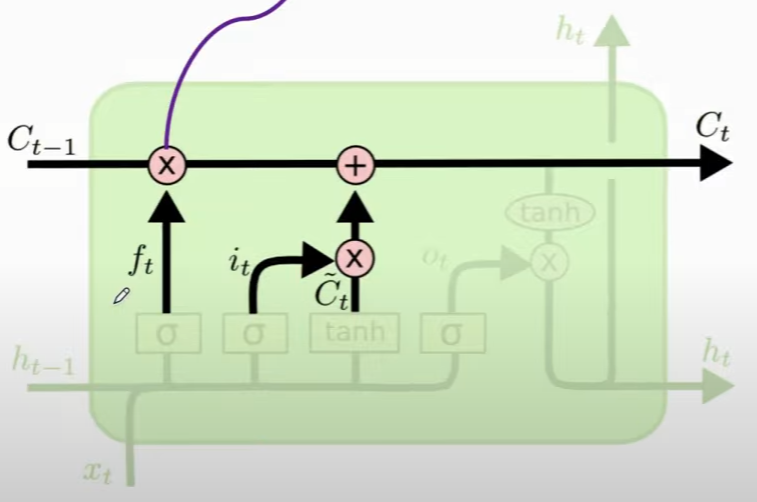 h_t
C_{t-1} × + C_t
tanh
f_t i_t × o_t ×
C̃_t
σ σ tanh σ
h_{t-1} h_t
x_t